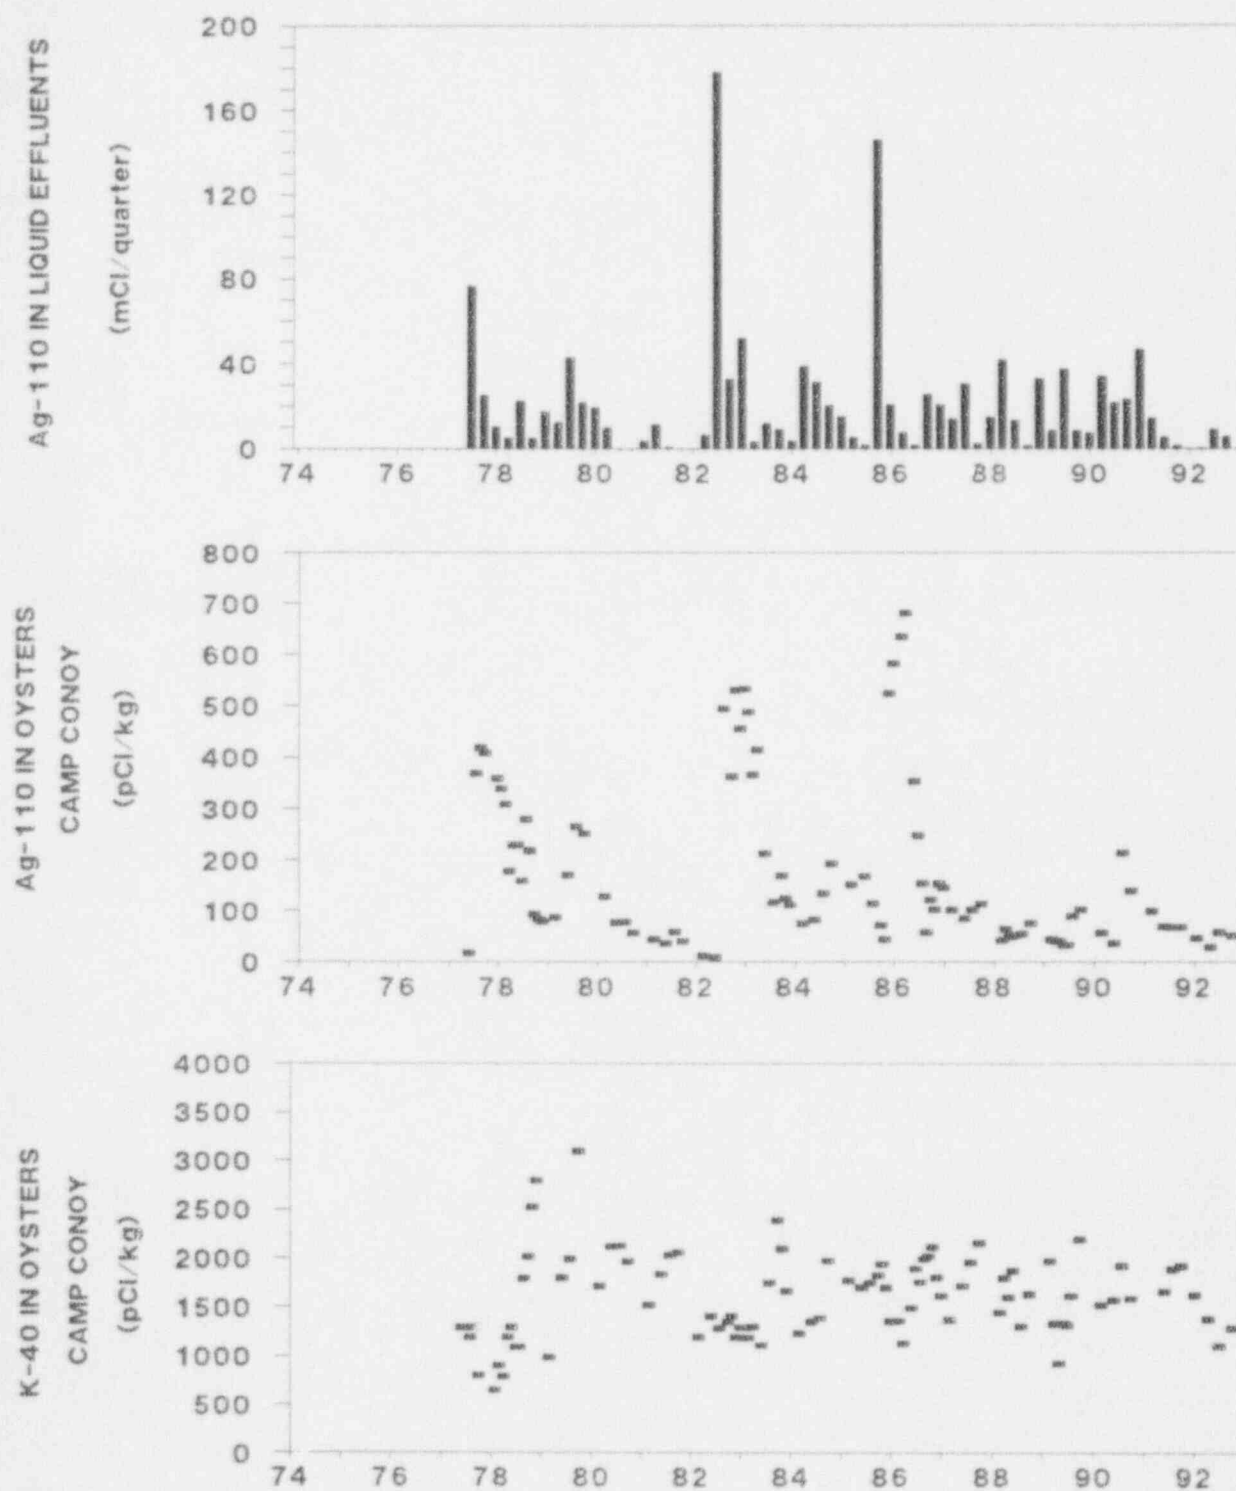 Ag-110 IN LIQUID EFFLUENTS
(mCi/quarter)
200
160
120
80
40
0
74 76 78 80 82 84 86 88 90 92
Ag-110 IN OYSTERS
CAMP CONOY
(pCi/kg)
800
700
600
500
400
300
200
100
0
74 76 78 80 82 84 86 88 90 92
K-40 IN OYSTERS
CAMP CONOY
(pCi/kg)
4000
3500
3000
2500
2000
1500
1000
500
0
74 76 78 80 82 84 86 88 90 92